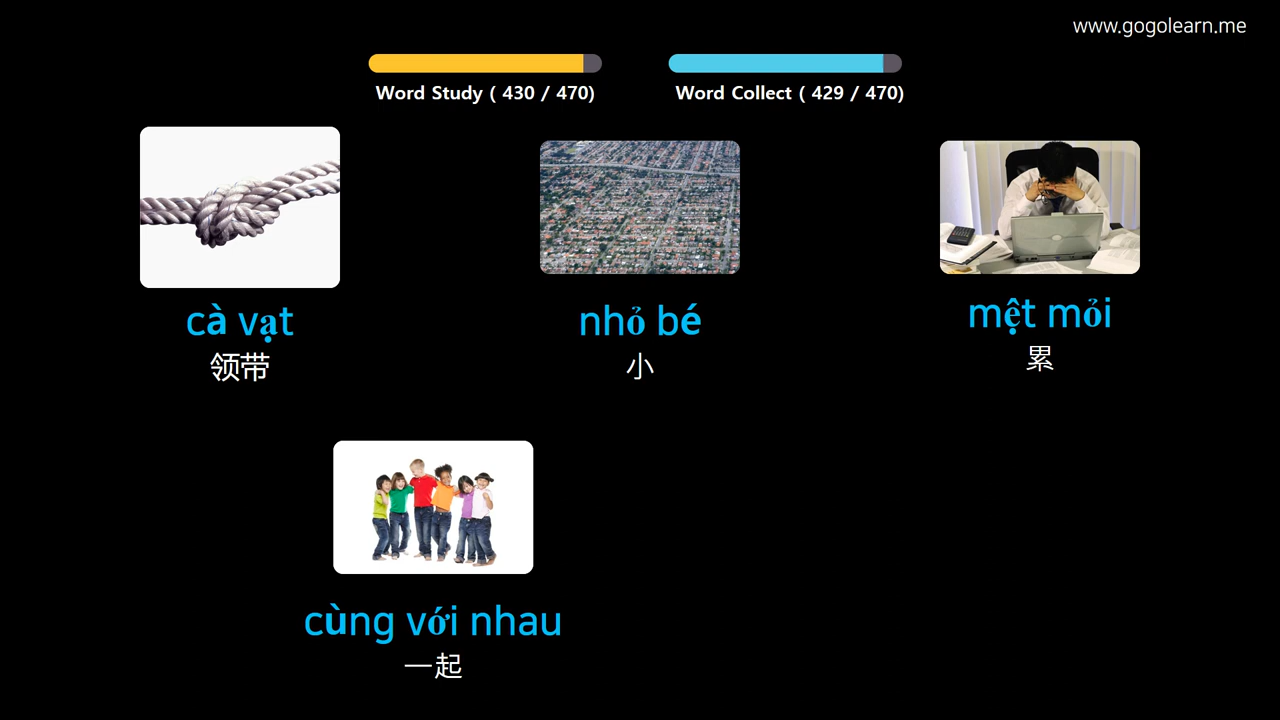 www.gogolearn.me
Word Study ( 430 / 470)
Word Collect ( 429 / 470)
cà vạt
领带
nhỏ bé
小
mệt mỏi
累
cùng với nhau
一起